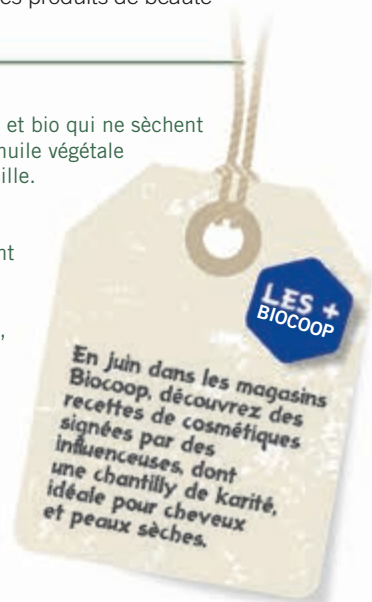 es produits de beauté
et bio qui ne sèchent
huile végétale
ille.
nt
,
LES +
BIOCOOP
En juin dans les magasins
Biocoop, découvrez des
recettes de cosmétiques
signées par des
influenceuses, dont
une chantilly de karité,
idéale pour cheveux
et peaux sèches.